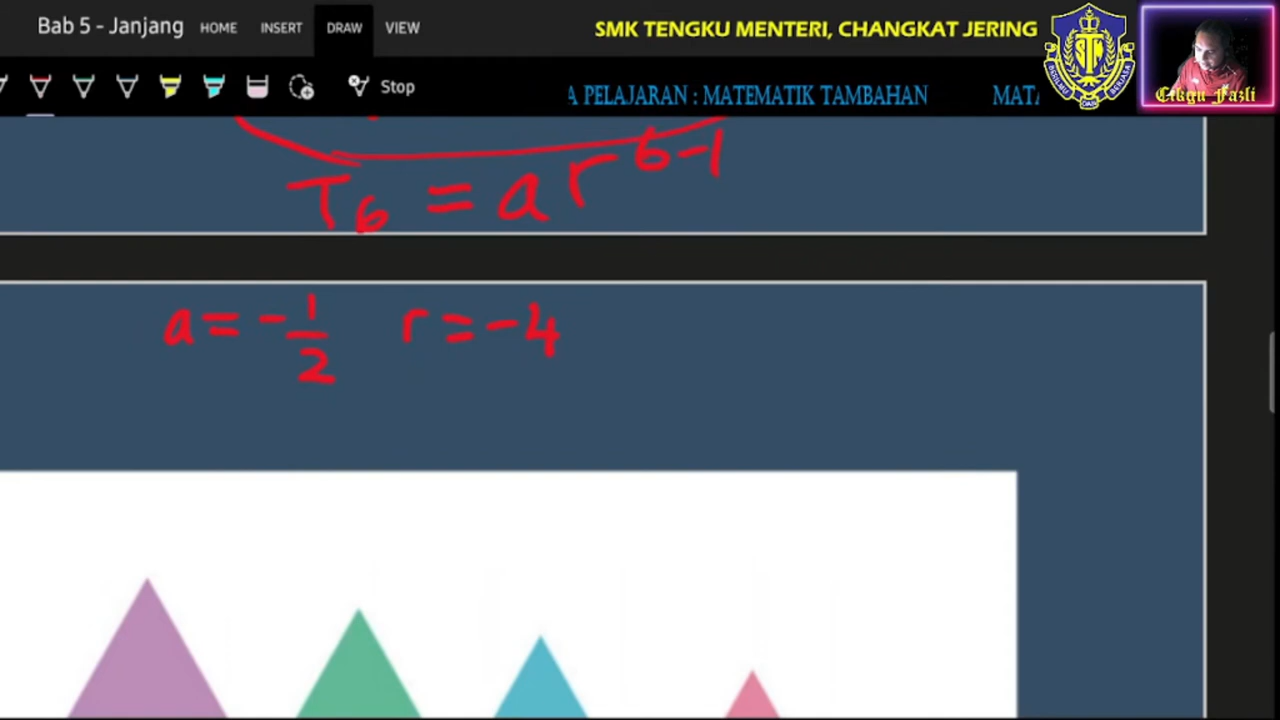 Bab 5 - Janjang HOME INSERT DRAW VIEW
SMK TENGKU MENTERI, CHANGKAT JERING
Stop
A PELAJARAN : MATEMATIK TAMBAHAN
Cikgu Fazli
T₆ = ar⁶⁻¹
a = -1/2 r = -4